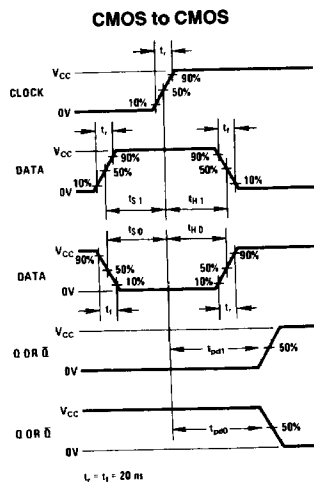 CMOS to CMOS
tr
VCC
90%
50%
CLOCK
10%
0V
tr
tf
VCC
90%
90%
DATA
50%
50%
10%
10%
0V
tS1
tH1
tS0
tH0
VCC
90%
90%
DATA
50%
50%
10%
10%
0V
tf
tr
VCC
Q OR Q̄
tpd1
50%
0V
VCC
Q OR Q̄
tpd0
50%
0V
tr = tf = 20 ns